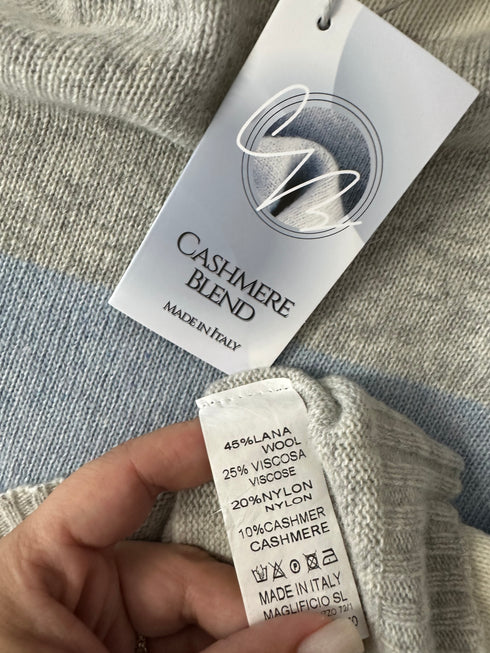 CASHMERE
BLEND
MADE IN ITALY
45%LANA
WOOL
25% VISCOSA
VISCOSE
20%NYLON
NYLON
10%CASHMER
CASHMERE
MADE IN ITALY
MAGLIFICIO SL